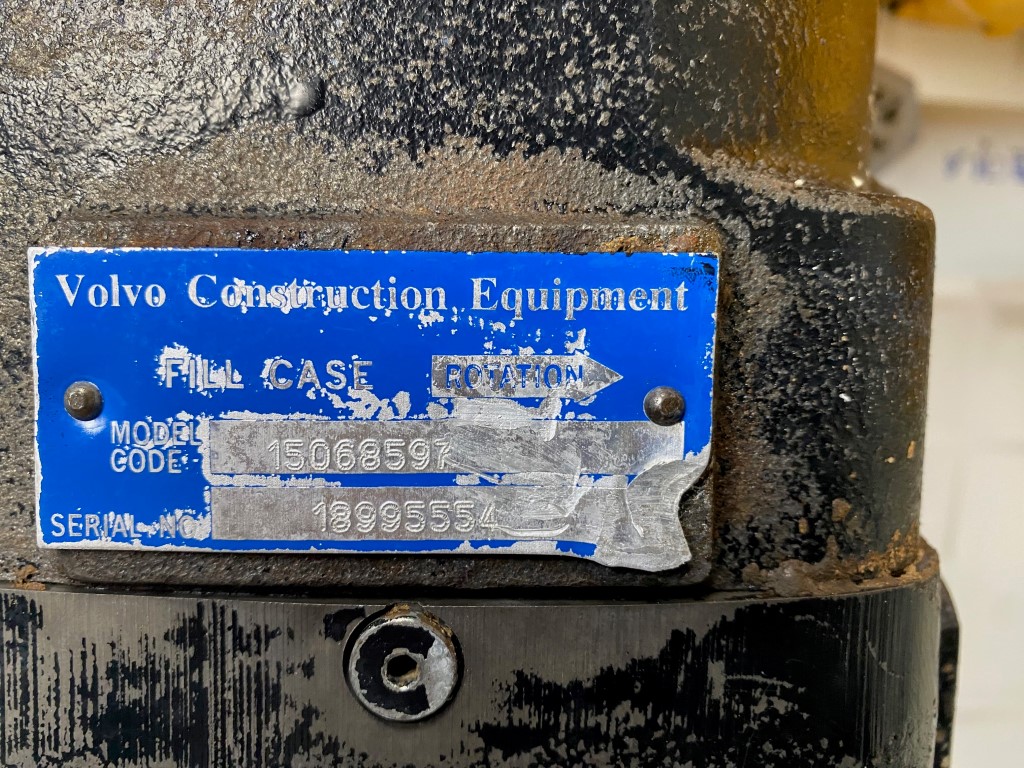 Volvo Construction Equipment
FILL CASE ROTATION
MODEL
CODE 15068597
SERIAL NO. 18995554